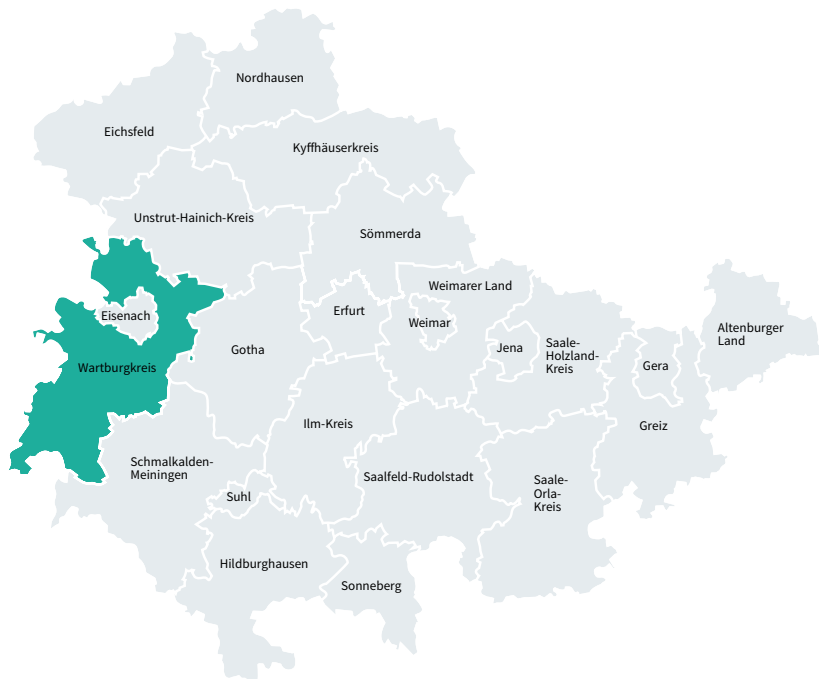 Nordhausen
Eichsfeld
Kyffhäuserkreis
Unstrut-Hainich-Kreis
Sömmerda
Weimarer Land
Eisenach
Erfurt
Weimar
Altenburger
Land
Gotha
Jena
Saale-
Holzland-
Kreis
Wartburgkreis
Gera
Ilm-Kreis
Greiz
Schmalkalden-
Meiningen
Saalfeld-Rudolstadt
Saale-
Orla-
Kreis
Suhl
Hildburghausen
Sonneberg